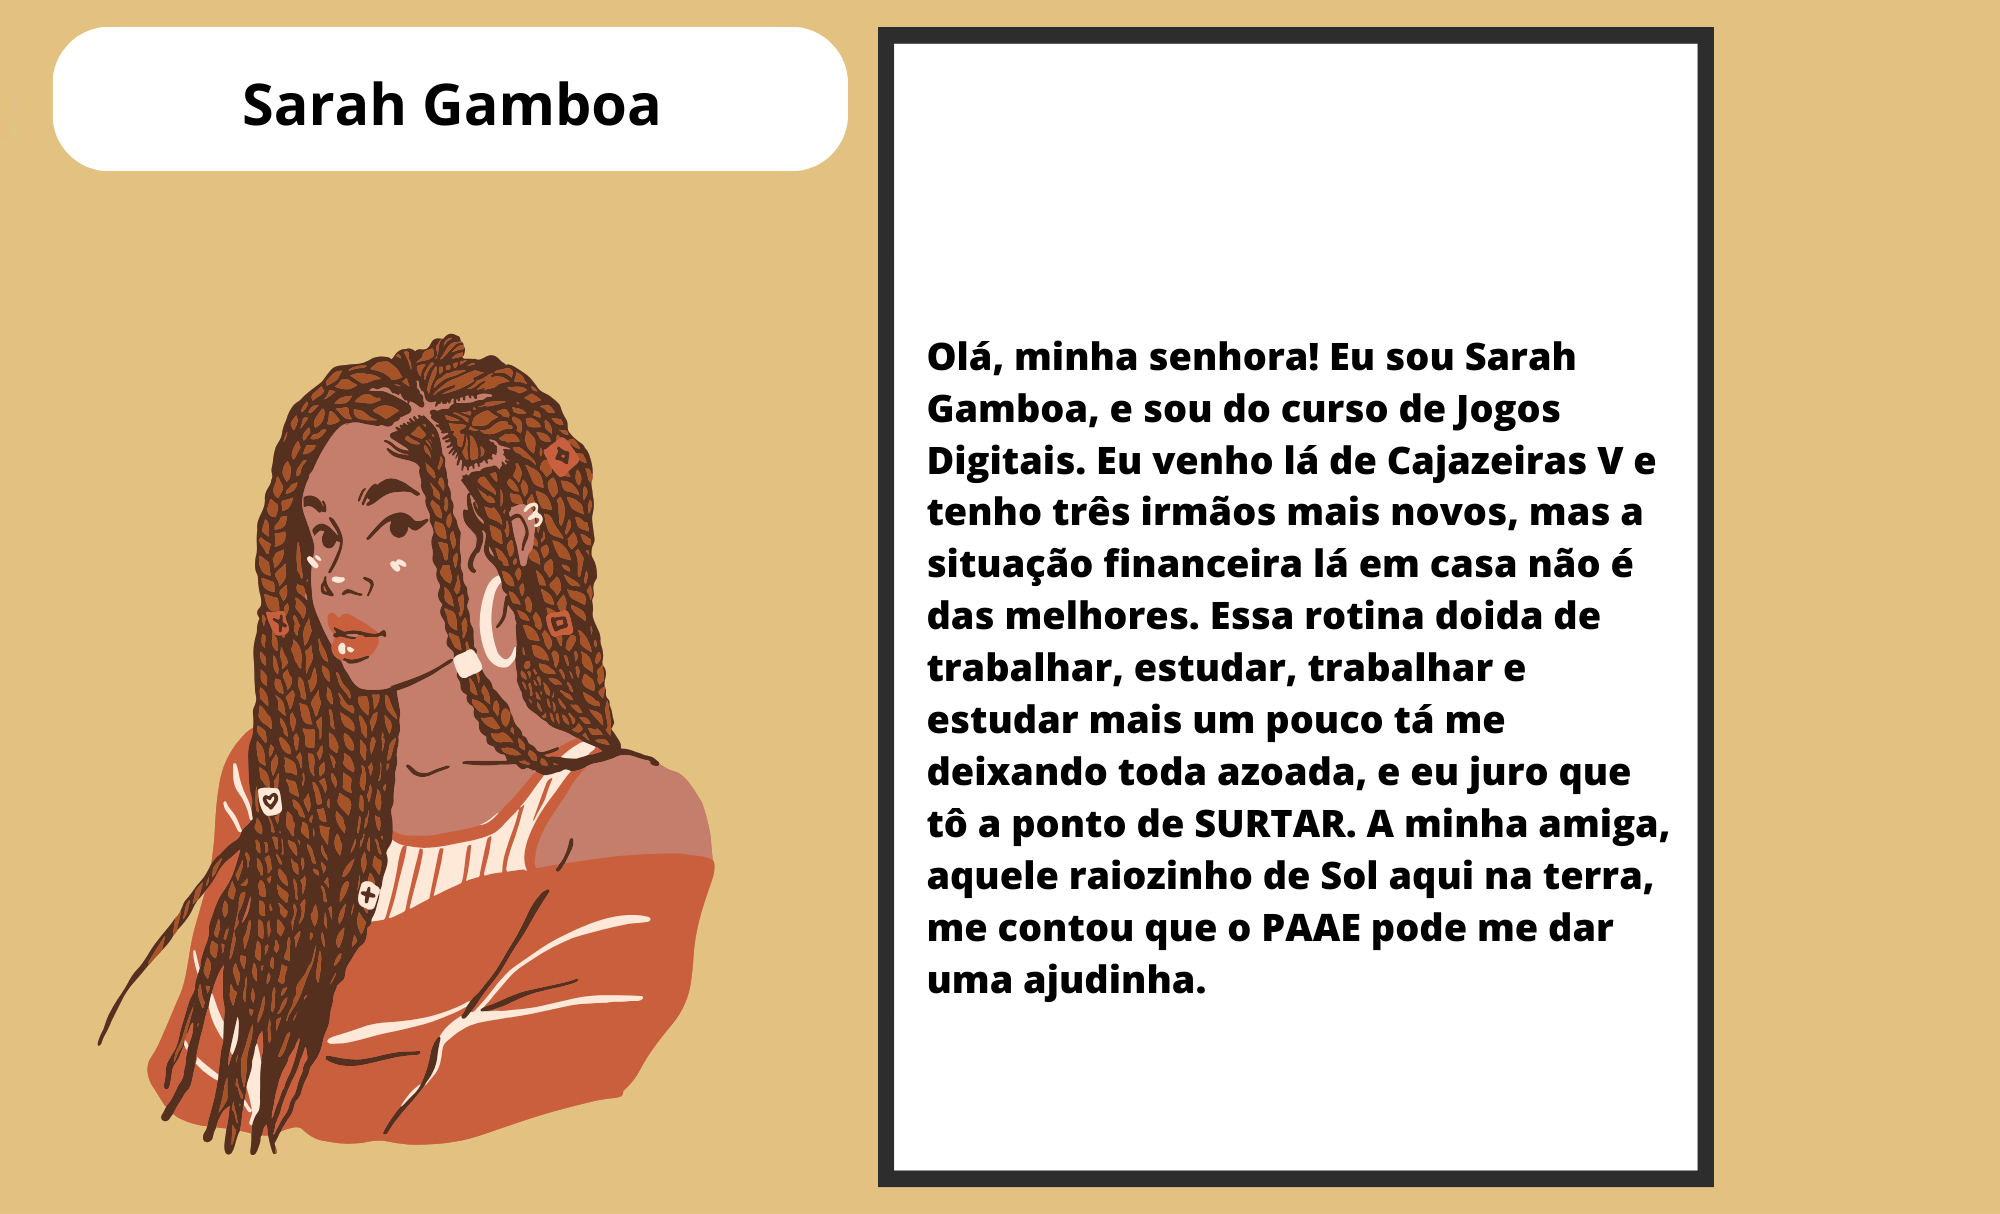 Sarah Gamboa
Olá, minha senhora! Eu sou Sarah
Gamboa, e sou do curso de Jogos
Digitais. Eu venho lá de Cajazeiras V e
tenho três irmãos mais novos, mas a
situação financeira lá em casa não é
das melhores. Essa rotina doida de
trabalhar, estudar, trabalhar e
estudar mais um pouco tá me
deixando toda azoada, e eu juro que
tô a ponto de SURTAR. A minha amiga,
aquele raiozinho de Sol aqui na terra,
me contou que o PAAE pode me dar
uma ajudinha.